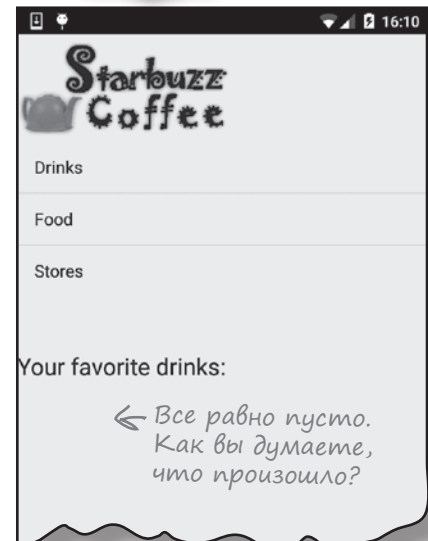 16:10
Starbuzz
Coffee
Drinks
Food
Stores
Your favorite drinks:
Все равно пусто.
Как вы думаете,
что произошло?